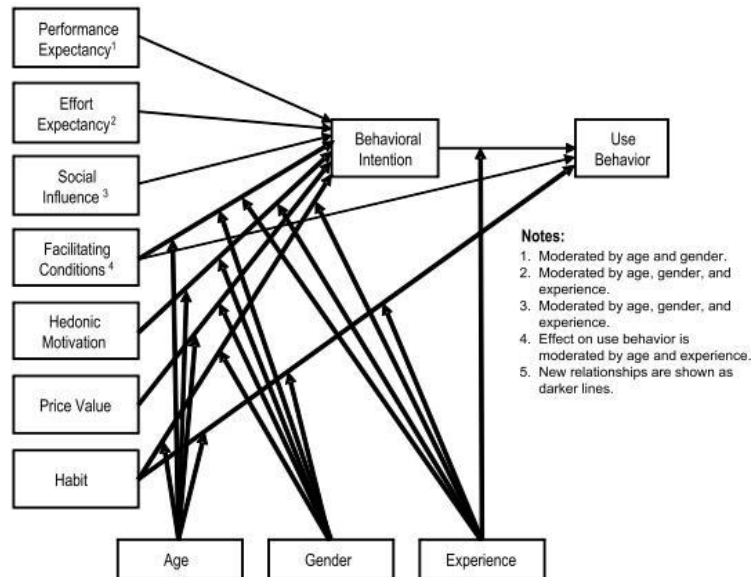 Performance
Expectancy1
Effort
Expectancy2
Social
Influence 3
Facilitating
Conditions 4
Hedonic
Motivation
Price Value
Habit
Behavioral
Intention
Use
Behavior
Notes:
1. Moderated by age and gender.
2. Moderated by age, gender, and
experience.
3. Moderated by age, gender, and
experience.
4. Effect on use behavior is
moderated by age and experience.
5. New relationships are shown as
darker lines.
Age
Gender
Experience